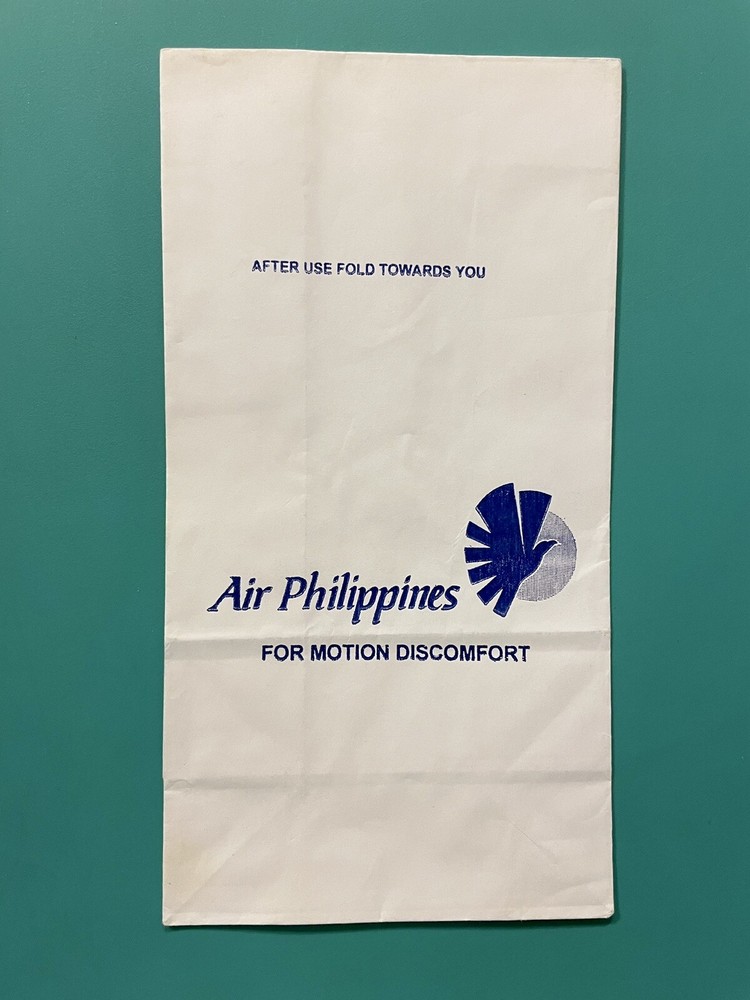 AFTER USE FOLD TOWARDS YOU
Air Philippines
FOR MOTION DISCOMFORT